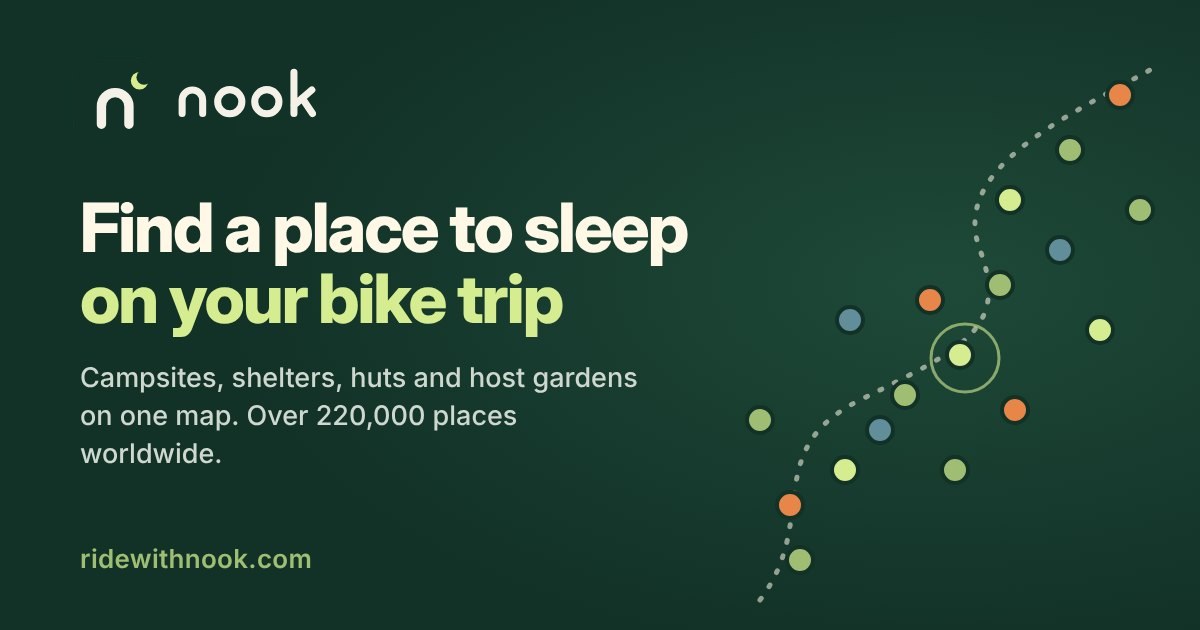 nook
Find a place to sleep
on your bike trip
Campsites, shelters, huts and host gardens
on one map. Over 220,000 places
worldwide.
ridewithnook.com